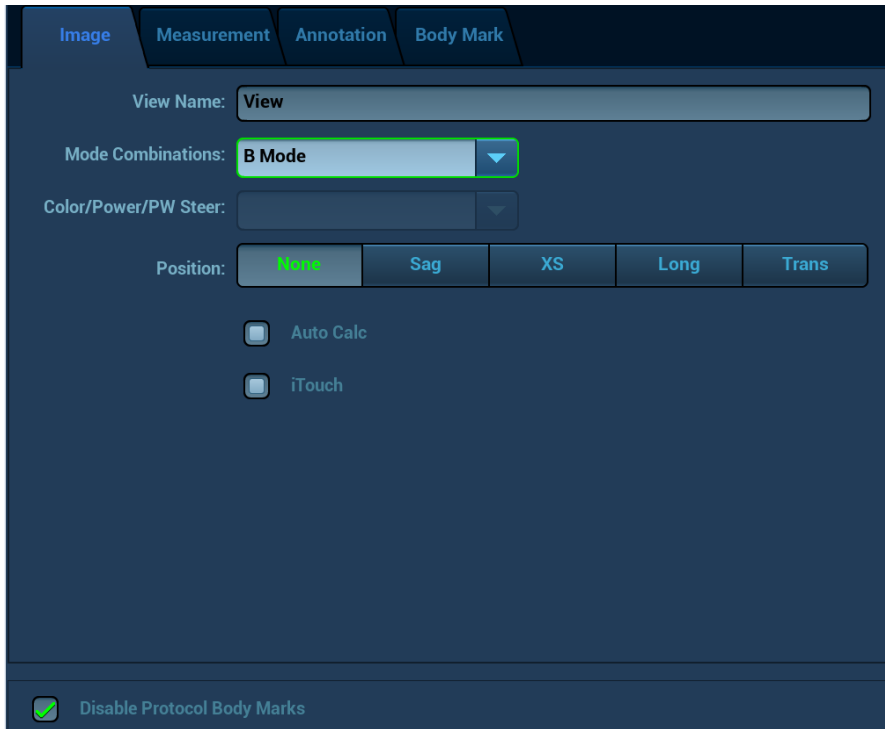 Image Measurement Annotation Body Mark
View Name: View
Mode Combinations: B Mode
Color/Power/PW Steer:
Position: None Sag XS Long Trans
Auto Calc
iTouch
Disable Protocol Body Marks